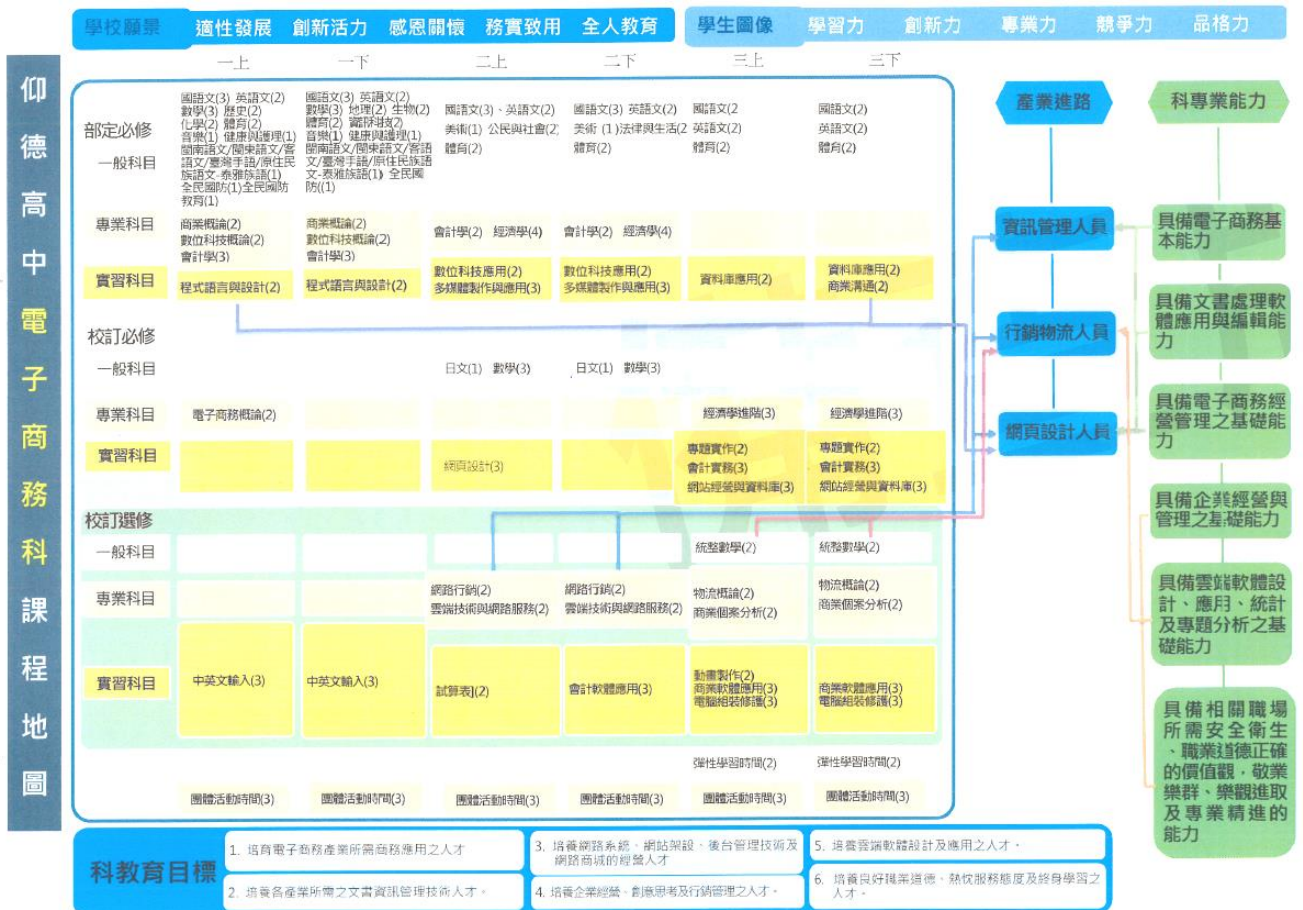 學校願景 適性發展 創新活力 感恩關懷 務實致用 全人教育 學生圖像 學習力 創新力 專業力 競爭力 品格力
仰德高中電子商務科課程地圖
一上 一下 二上 二下 三上 三下
部定必修
一般科目
國語文(3) 英語文(2)
數學(3) 歷史(2)
化學(2) 體育(2)
音樂(1) 健康與護理(1)
閩南語文/閩東語文/客
語文/臺灣手語/原住民
族語文-泰雅族語(1)
全民國防(1)全民國防
教育(1)
國語文(3) 英語文(2)
數學(3) 地理(2) 生物(2)
體育(2) 資訊科技(2)
音樂(1) 健康與護理(1)
閩南語文/閩東語文/客語
文/臺灣手語/原住民族語
文-泰雅族語(1) 全民國
防((1)
國語文(3)、英語文(2)
美術(1) 公民與社會(2)
體育(2)
國語文(3) 英語文(2)
美術 (1)法律與生活(2
體育(2)
國語文(2
英語文(2)
體育(2)
國語文(2)
英語文(2)
體育(2)
專業科目
商業概論(2)
數位科技概論(2)
會計學(3)
商業概論(2)
數位科技概論(2)
會計學(3)
會計學(2) 經濟學(4)
會計學(2) 經濟學(4)
實習科目
程式語言與設計(2)
程式語言與設計(2)
數位科技應用(2)
多媒體製作與應用(3)
數位科技應用(2)
多媒體製作與應用(3)
資料庫應用(2)
資料庫應用(2)
商業溝通(2)
校訂必修
一般科目
日文(1) 數學(3)
日文(1) 數學(3)
專業科目
電子商務概論(2)
經濟學進階(3)
經濟學進階(3)
實習科目
網頁設計(3)
專題實作(2)
會計實務(3)
網站經營與資料庫(3)
專題實作(2)
會計實務(3)
網站經營與資料庫(3)
校訂選修
一般科目
統整數學(2)
統整數學(2)
專業科目
網路行銷(2)
雲端技術與網路服務(2)
網路行銷(2)
雲端技術與網路服務(2)
物流概論(2)
商業個案分析(2)
物流概論(2)
商業個案分析(2)
實習科目
中英文輸入(3)
中英文輸入(3)
試算表](2)
會計軟體應用(3)
動畫製作(2)
商業軟體應用(3)
電腦組裝修護(3)
商業軟體應用(3)
電腦組裝修護(3)
彈性學習時間(2)
彈性學習時間(2)
團體活動時間(3)
團體活動時間(3)
團體活動時間(3)
團體活動時間(3)
團體活動時間(3)
團體活動時間(3)
產業進路
資訊管理人員
行銷物流人員
網頁設計人員
科專業能力
具備電子商務基
本能力
具備文書處理軟
體應用與編輯能
力
具備電子商務經
營管理之基礎能
力
具備企業經營與
管理之基礎能力
具備雲端軟體設
計、應用、統計
及專題分析之基
礎能力
具備相關職場
所需安全衛生
、職業道德正確
的價值觀，敬業
樂群、樂觀進取
及專業精進的
能力
科教育目標
1. 培育電子商務產業所需商務應用之人才
2. 培養各產業所需之文書資訊管理技術人才。
3. 培養網路系統、網站架設、後台管理技術及
網路商城的經營人才
4. 培養企業經營、創意思考及行銷管理之人才。
5. 培養雲端軟體設計及應用之人才。
6. 培養良好職業道德、熱忱服務態度及終身學習之
人才。